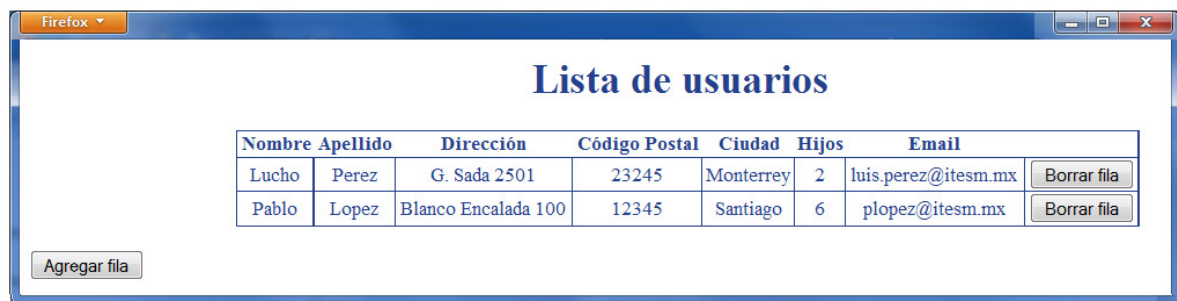 Firefox
Lista de usuarios
Nombre Apellido Dirección Código Postal Ciudad Hijos Email
Lucho Perez G. Sada 2501 23245 Monterrey 2 luis.perez@itesm.mx Borrar fila
Pablo Lopez Blanco Encalada 100 12345 Santiago 6 plopez@itesm.mx Borrar fila
Agregar fila